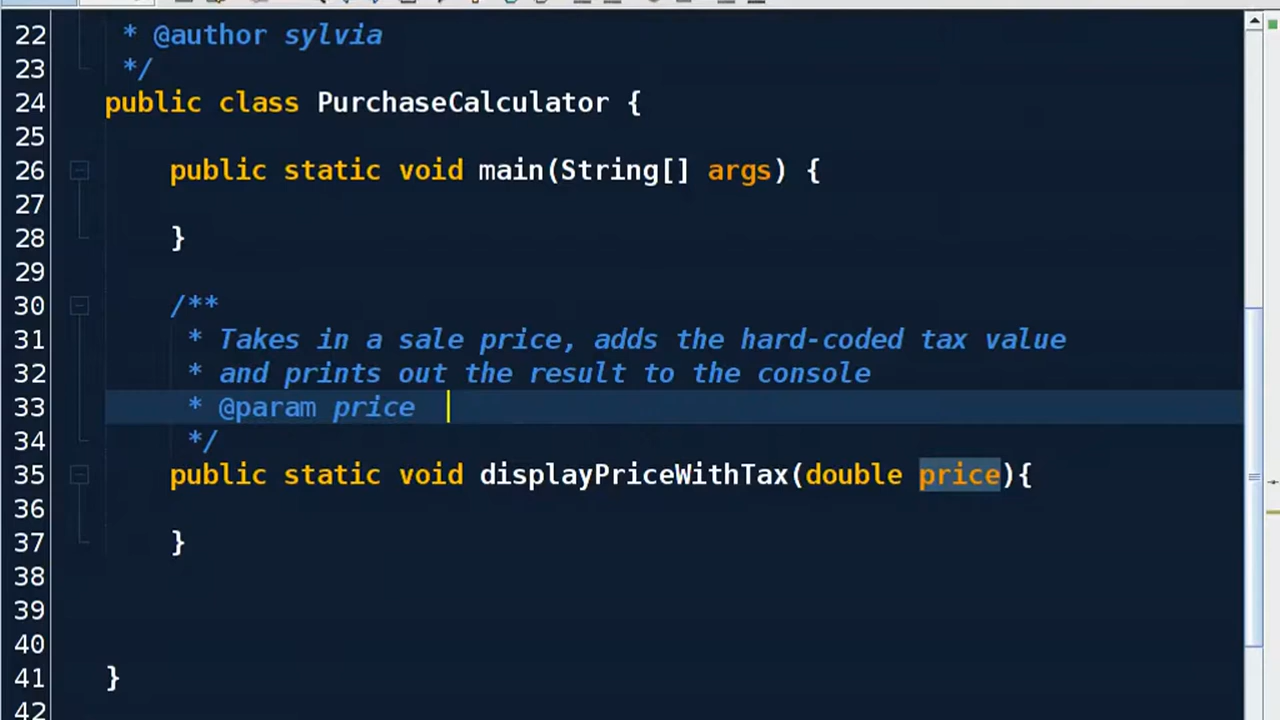 22 * @author sylvia
23 */
24 public class PurchaseCalculator {
25
26 public static void main(String[] args) {
27
28 }
29
30 /**
31 * Takes in a sale price, adds the hard-coded tax value
32 * and prints out the result to the console
33 * @param price
34 */
35 public static void displayPriceWithTax(double price){
36
37 }
38
39
40
41 }
42